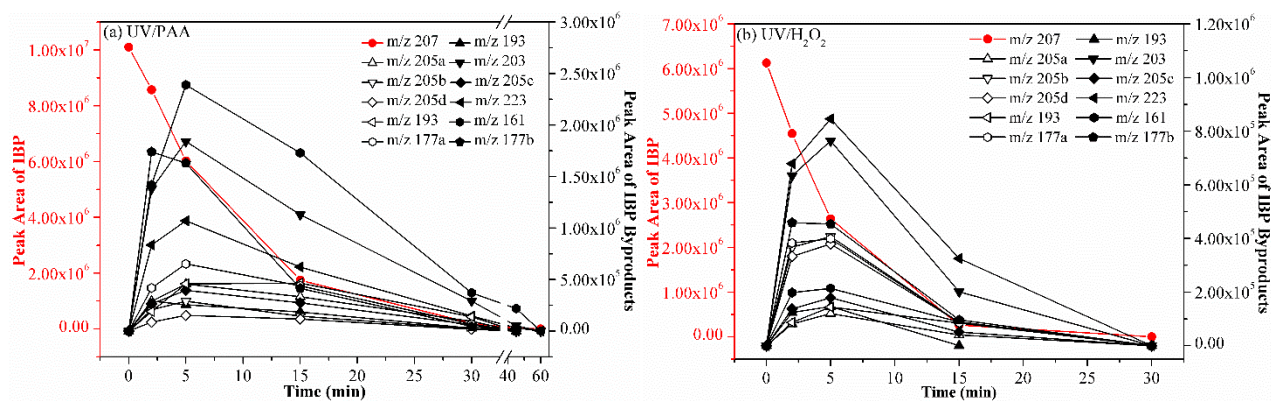 (a) UV/PAA
m/z 207
m/z 193
m/z 205a
m/z 203
m/z 205b
m/z 205c
m/z 205d
m/z 223
m/z 193
m/z 161
m/z 177a
m/z 177b
Peak Area of IBP
1.00x10^7
8.00x10^6
6.00x10^6
4.00x10^6
2.00x10^6
0.00
Peak Area of IBP Byproducts
3.00x10^6
2.50x10^6
2.00x10^6
1.50x10^6
1.00x10^6
5.00x10^5
0.00
0 5 10 15 20 25 30 40 60
Time (min)
(b) UV/H₂O₂
m/z 207
m/z 193
m/z 205a
m/z 203
m/z 205b
m/z 205c
m/z 205d
m/z 223
m/z 193
m/z 161
m/z 177a
m/z 177b
Peak Area of IBP
7.00x10^6
6.00x10^6
5.00x10^6
4.00x10^6
3.00x10^6
2.00x10^6
1.00x10^6
0.00
Peak Area of IBP Byproducts
1.20x10^6
1.00x10^6
8.00x10^5
6.00x10^5
4.00x10^5
2.00x10^5
0.00
0 5 10 15 20 25 30
Time (min)